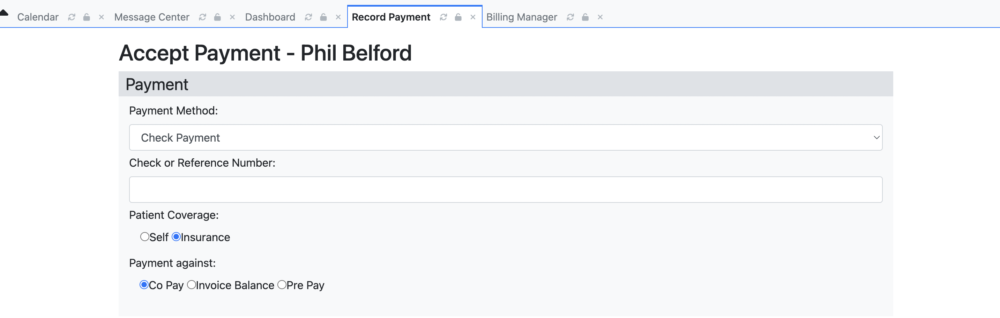 Calendar Message Center Dashboard Record Payment Billing Manager
Accept Payment - Phil Belford
Payment
Payment Method:
Check Payment
Check or Reference Number:
Patient Coverage:
Self Insurance
Payment against:
Co Pay Invoice Balance Pre Pay